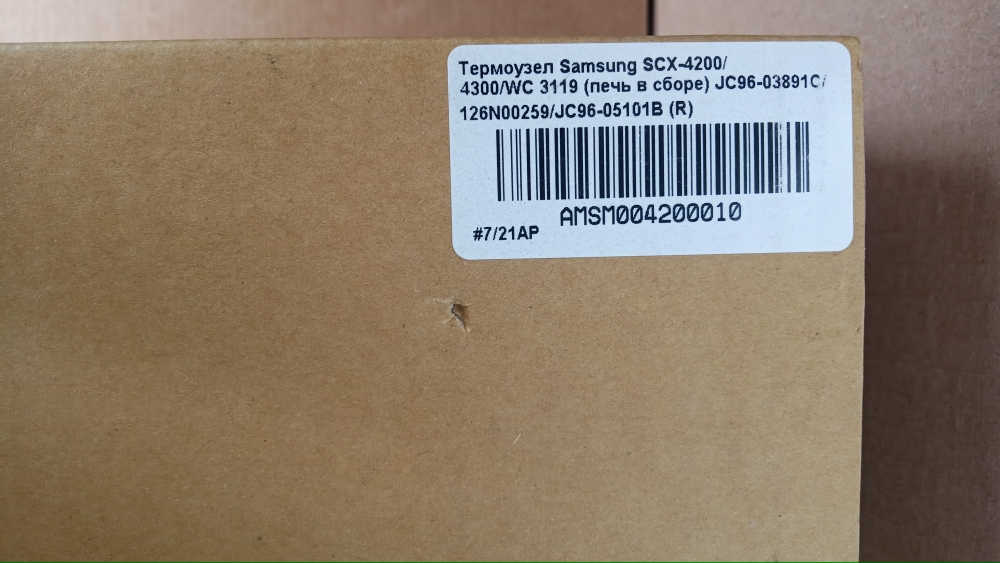 Термоузел Samsung SCX-4200/
4300/WC 3119 (печь в сборе) JC96-03891C/
126N00259/JC96-05101B (R)
AMSM004200010
#7/21AP